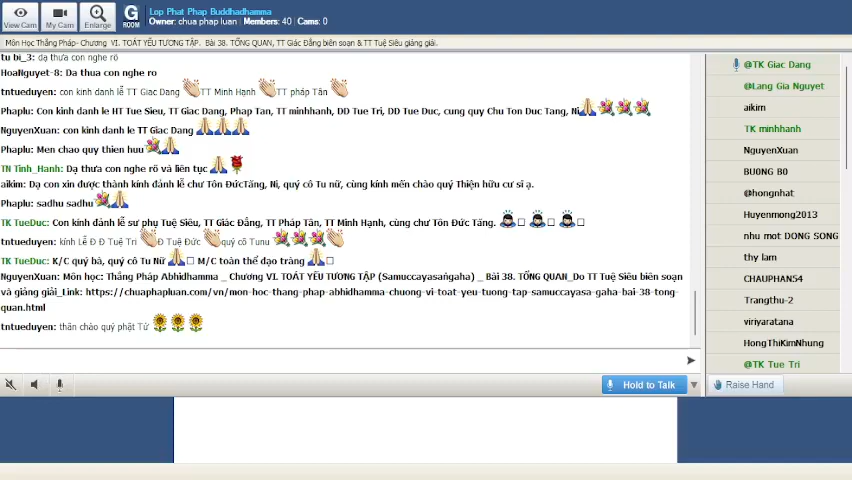 View Cam
My Cam
Enlarge
G ROOM
Lop Phat Phap Buddhadhamma
Owner: chua phap luan | Members: 40 | Cams: 0
Môn Học Thắng Pháp- Chương VI. TOÁT YẾU TƯƠNG TẬP. Bài 38. TỔNG QUAN, TT Giác Đẳng biên soạn & TT Tuệ Siêu giảng giải.
tu bi_3: dạ thưa con nghe rõ
HoaNguyet-8: Da thua con nghe ro
tntueduyen: con kinh danh lễ TT Giac Dang TT Minh Hạnh TT pháp Tân
Phaplu: Con kinh danh le HT Tue Sieu, TT Giac Dang, Phap Tan, TT minhhanh, DD Tue Tri, DD Tue Duc, cung quy Chu Ton Duc Tang, Ni
NguyenXuan: con kinh danh le TT Giac Dang
Phaplu: Men chao quy thien huu
TN Tinh_Hanh: Dạ thưa con nghe rõ và liên tục
aikim: Dạ con xin được thành kính đảnh lễ chư Tôn ĐứcTăng, Ni, quý cô Tu nữ, cùng kính mến chào quý Thiện hữu cư sĩ ạ.
Phaplu: sadhu sadhu
TK TueDuc: Con kính đảnh lễ sư phụ Tuệ Siêu, TT Giác Đẳng, TT Pháp Tân, TT Minh Hạnh, cùng chư Tôn Đức Tăng.
tntueduyen: kính Lễ Đ Đ Tuệ Tri Đ Tuệ Đức quý cô Tunu
TK TueDuc: K/C quý bà, quý cô Tu Nữ M/C toàn thể đạo tràng
NguyenXuan: Môn học: Thắng Pháp Abhidhamma _ Chương VI. TOÁT YẾU TƯƠNG TẬP (Samuccayasaṅgaha) _ Bài 38. TỔNG QUAN_Do TT Tuệ Siêu biên soạn
và giảng giải_Link: https://chuaphapluan.com/vn/mon-hoc-thang-phap-abhidhamma-chuong-vi-toat-yeu-tuong-tap-samuccayasa-gaha-bai-38-tong-
quan.html
tntueduyen: thân chào quý phật Tử
Hold to Talk
@TK Giac Dang
@Lang Gia Nguyet
aikim
TK minhhanh
NguyenXuan
BU0NG B0
@hongnhat
Huyenmong2013
nhu mot DONG SONG
thy lam
CHAUPHAN54
Trangthu-2
viriyaratana
HongThiKimNhung
@TK Tue Tri
Raise Hand